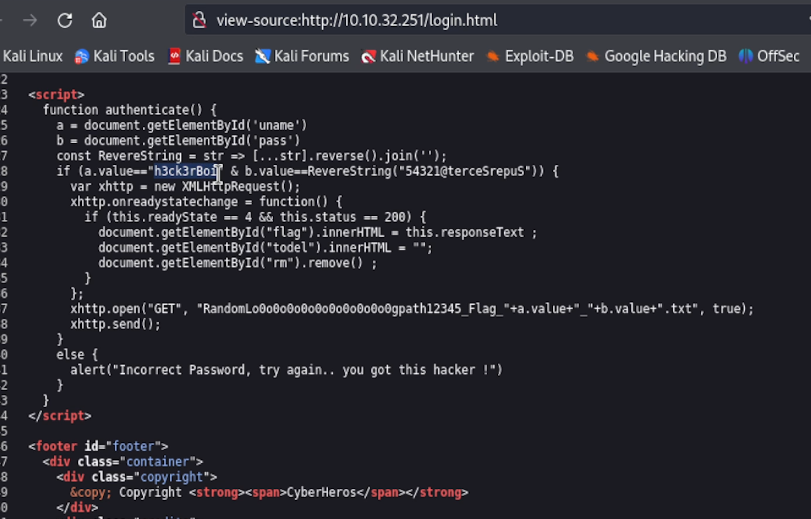 view-source:http://10.10.32.251/login.html
Kali Linux Kali Tools Kali Docs Kali Forums Kali NetHunter Exploit-DB Google Hacking DB OffSec
2
3 <script>
4 function authenticate() {
5 a = document.getElementById('uname')
6 b = document.getElementById('pass')
7 const RevereString = str => [...str].reverse().join('');
8 if (a.value=="h3ck3rBoi" & b.value==RevereString("54321@terceSrepuS")) {
9 var xhttp = new XMLHttpRequest();
0 xhttp.onreadystatechange = function() {
1 if (this.readyState == 4 && this.status == 200) {
2 document.getElementById("flag").innerHTML = this.responseText ;
3 document.getElementById("todel").innerHTML = "";
4 document.getElementById("rm").remove() ;
5 }
6 };
7 xhttp.open("GET", "RandomLo0o0o0o0o0o0o0o0o0o0gpath12345_Flag_"+a.value+"_"+b.value+".txt", true);
8 xhttp.send();
9 }
0 else {
1 alert("Incorrect Password, try again.. you got this hacker !")
2 }
3 }
4 </script>
5
6 <footer id="footer">
7 <div class="container">
8 <div class="copyright">
9 &copy; Copyright <strong><span>CyberHeros</span></strong>
0 </div>